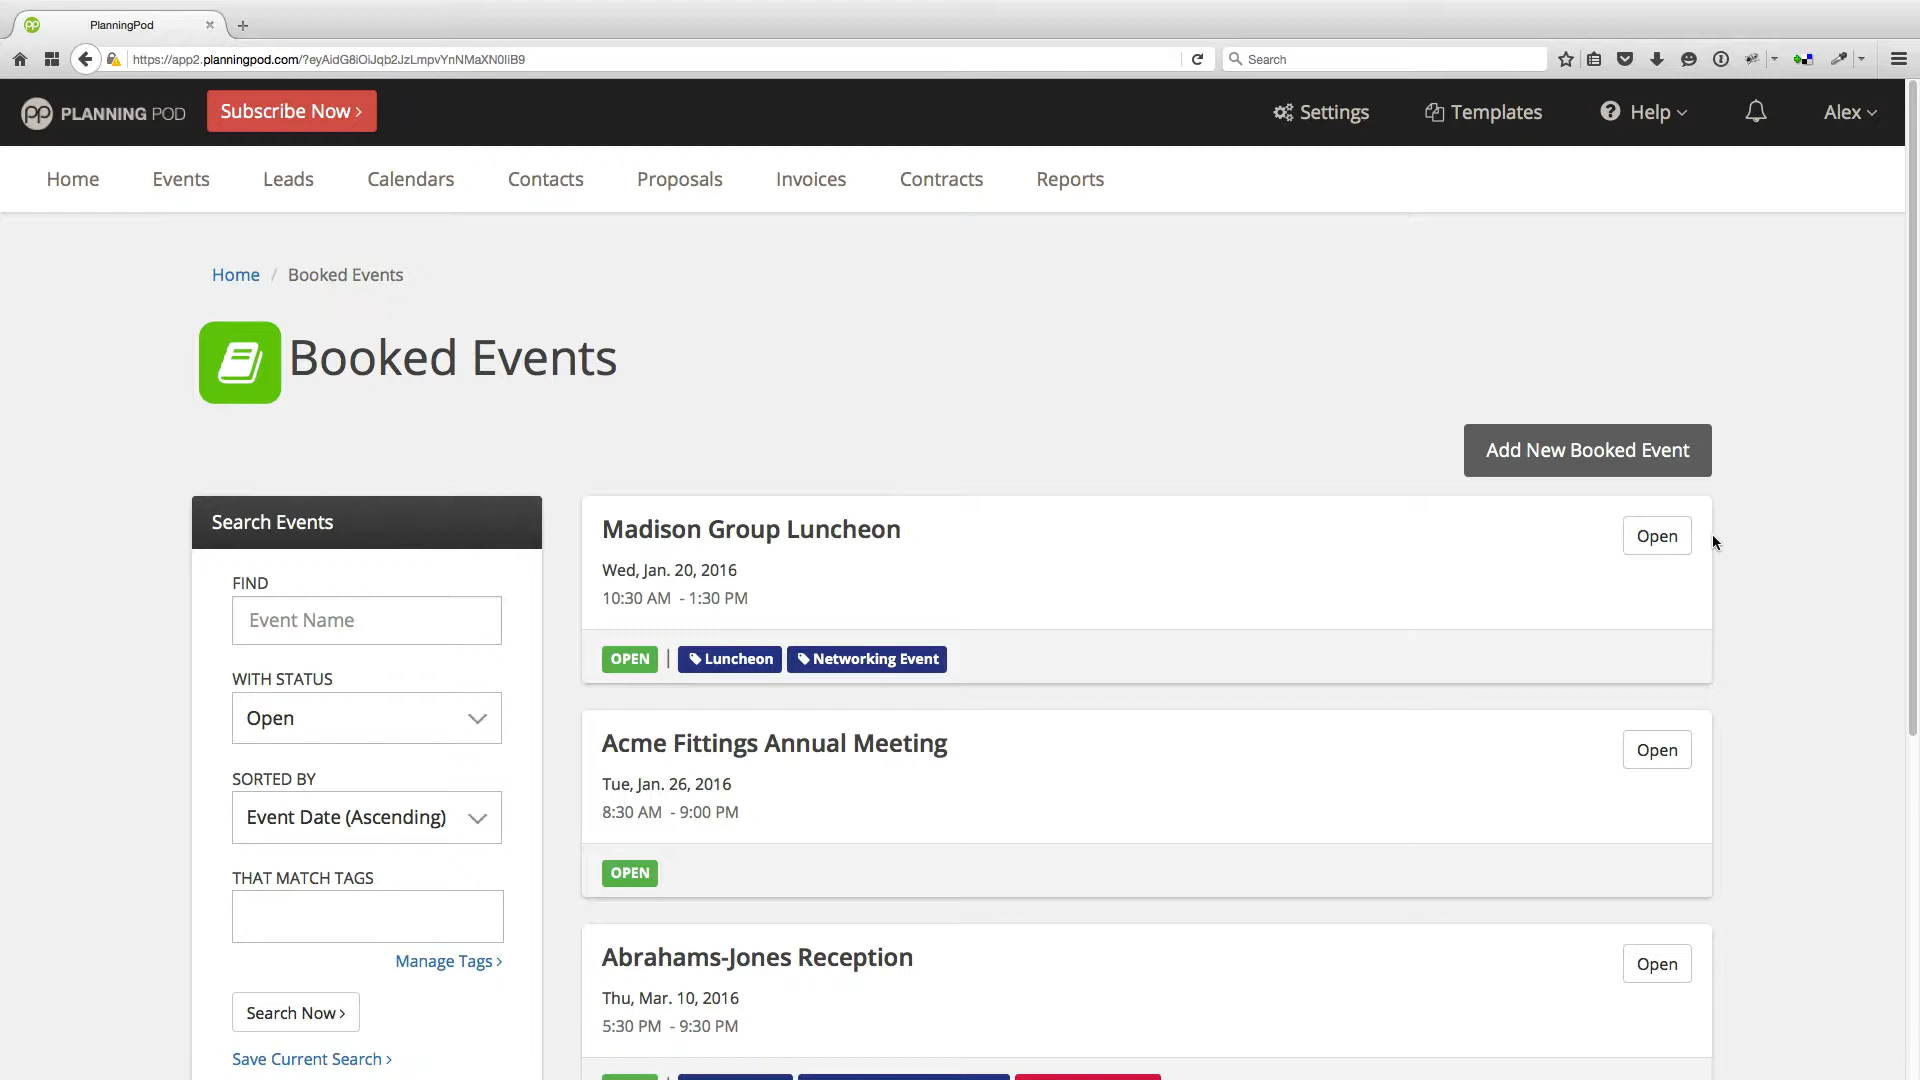 PlanningPod
https://app2.planningpod.com/?eyAidG8iOiJqb2JzLmpvYnNMaXN0IiB9
Search
pp PLANNING POD
Subscribe Now ›
Settings
Templates
Help
Alex
Home
Events
Leads
Calendars
Contacts
Proposals
Invoices
Contracts
Reports
Home / Booked Events
Booked Events
Add New Booked Event
Search Events
FIND
Event Name
WITH STATUS
Open
SORTED BY
Event Date (Ascending)
THAT MATCH TAGS
Manage Tags ›
Search Now ›
Save Current Search ›
Madison Group Luncheon
Open
Wed, Jan. 20, 2016
10:30 AM - 1:30 PM
OPEN | Luncheon Networking Event
Acme Fittings Annual Meeting
Open
Tue, Jan. 26, 2016
8:30 AM - 9:00 PM
OPEN
Abrahams-Jones Reception
Open
Thu, Mar. 10, 2016
5:30 PM - 9:30 PM